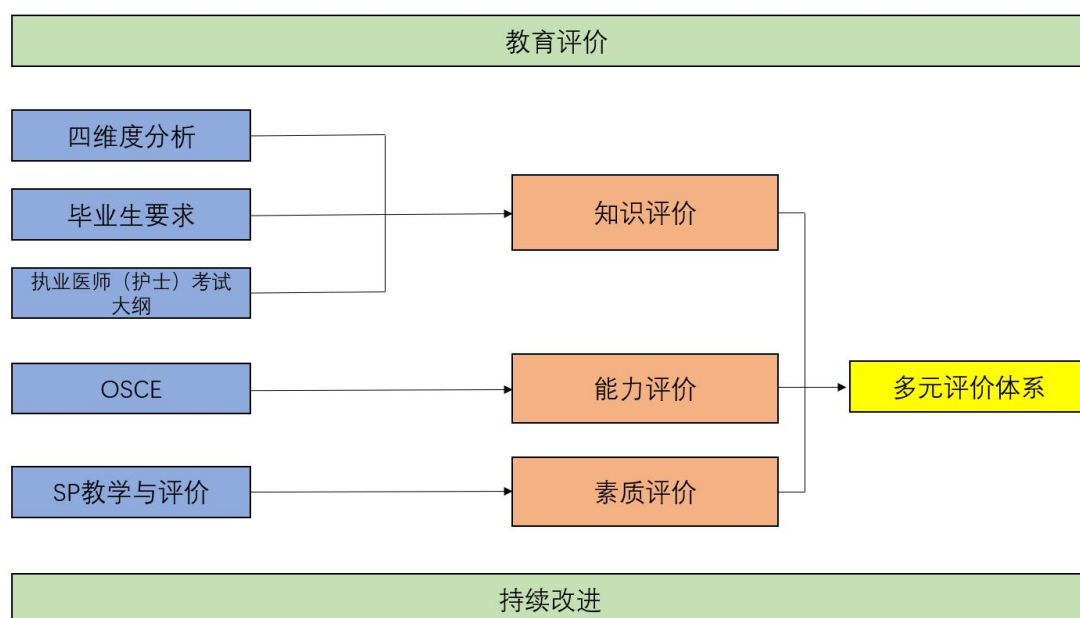 教育评价
四维度分析
毕业生要求
知识评价
执业医师（护士）考试
大纲
OSCE
能力评价
多元评价体系
SP教学与评价
素质评价
持续改进